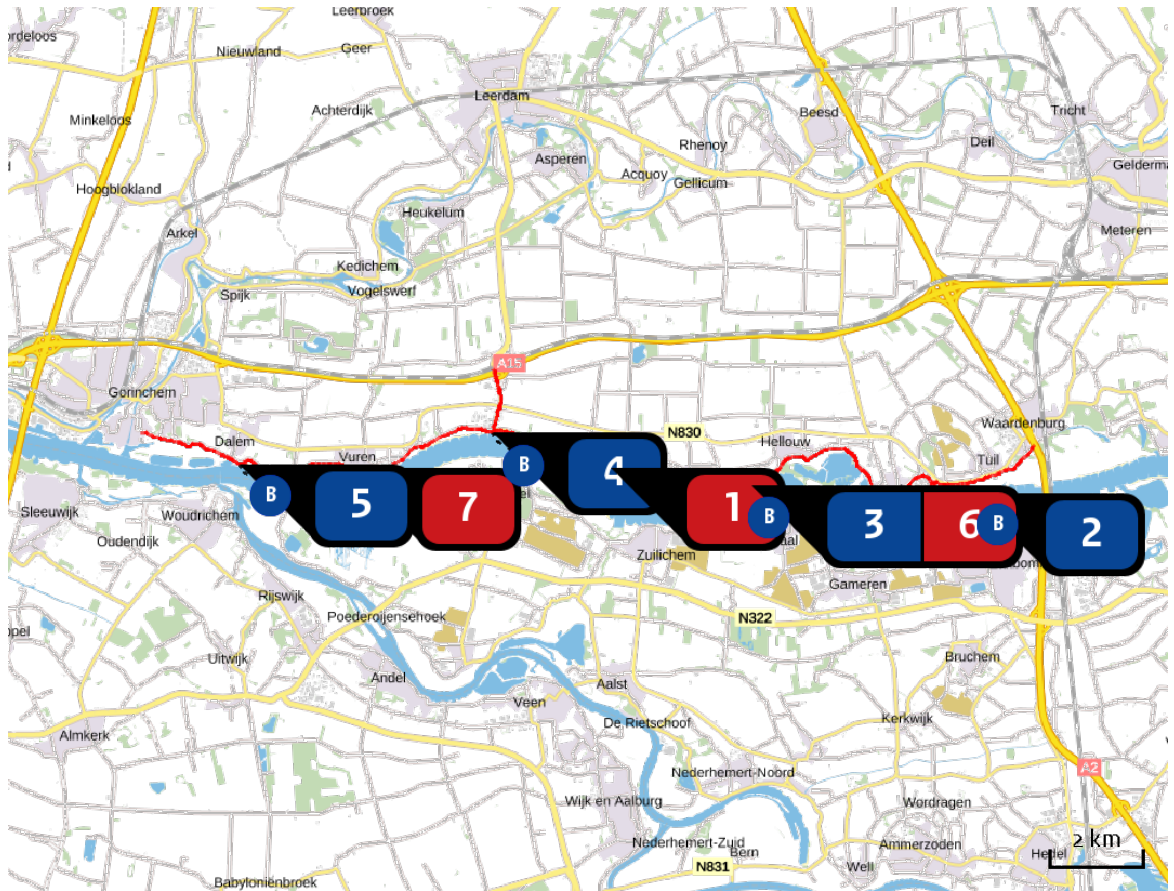 Leerbroek
ordeloos
Nieuwland
Geer
Leerdam
Achterdijk
Minkeloos
Beesd
Tricht
Rhenoy
Deil
Asperen
Acquoy
Gellicum
Gelderma
Hoogblokland
Heukelum
Arkel
Meteren
Kedichem
Vogelswerf
Spijk
A15
Gorinchem
Dalem
Vuren
N830
Hellouw
Waardenburg
Tuil
B
5
7
B
4
1
B
3
6
B
2
Sleeuwijk
Woudrichem
Oudendijk
Zuilichem
Gameren
Rijswijk
Poederoijensehoek
N322
Uitwijk
Andel
Bruchem
Veen
Aalst
De Rietschoof
Kerkwijk
Almkerk
Nederhemert-Noord
A2
Wijk en Aalburg
Wordragen
Nederhemert-Zuid
Bern
Ammerzoden
Hedel
2 km
N831
Well
Babyloniënbroek